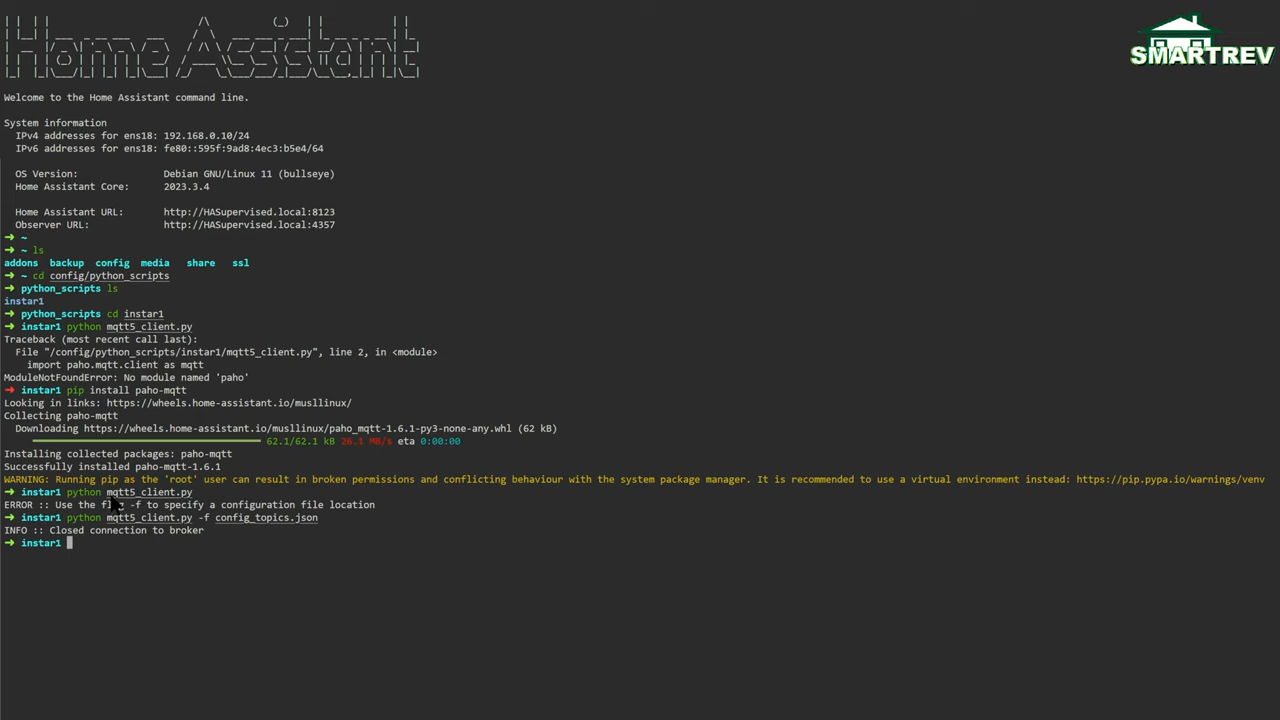 Home Assistant
SMARTREV
Welcome to the Home Assistant command line.
System information
IPv4 addresses for ens18: 192.168.0.10/24
IPv6 addresses for ens18: fe80::595f:9ad8:4ec3:b5e4/64
OS Version: Debian GNU/Linux 11 (bullseye)
Home Assistant Core: 2023.3.4
Home Assistant URL: http://HASupervised.local:8123
Observer URL: http://HASupervised.local:4357
➜ ~
➜ ~ ls
addons backup config media share ssl
➜ ~ cd config/python_scripts
➜ python_scripts ls
instar1
➜ python_scripts cd instar1
➜ instar1 python mqtt5_client.py
Traceback (most recent call last):
File "/config/python_scripts/instar1/mqtt5_client.py", line 2, in <module>
import paho.mqtt.client as mqtt
ModuleNotFoundError: No module named 'paho'
➜ instar1 pip install paho-mqtt
Looking in links: https://wheels.home-assistant.io/musllinux/
Collecting paho-mqtt
Downloading https://wheels.home-assistant.io/musllinux/paho_mqtt-1.6.1-py3-none-any.whl (62 kB)
62.1/62.1 kB 26.1 MB/s eta 0:00:00
Installing collected packages: paho-mqtt
Successfully installed paho-mqtt-1.6.1
WARNING: Running pip as the 'root' user can result in broken permissions and conflicting behaviour with the system package manager. It is recommended to use a virtual environment instead: https://pip.pypa.io/warnings/venv
➜ instar1 python mqtt5_client.py
ERROR :: Use the flag -f to specify a configuration file location
➜ instar1 python mqtt5_client.py -f config_topics.json
INFO :: Closed connection to broker
➜ instar1